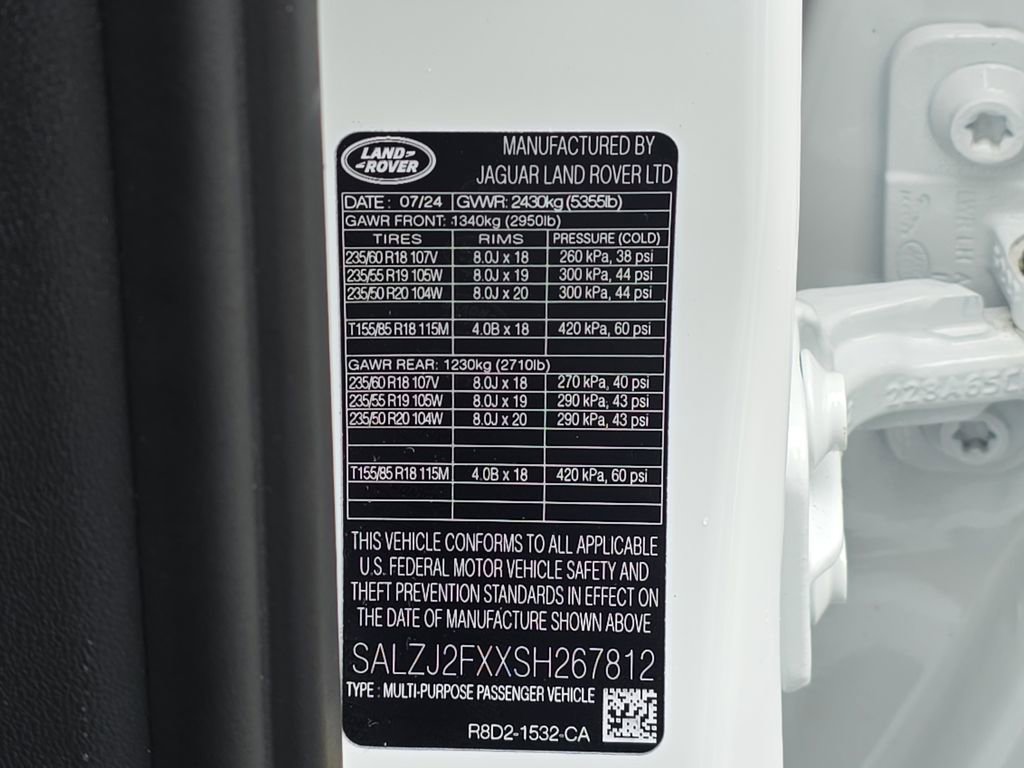 LAND-
-ROVER
MANUFACTURED BY
JAGUAR LAND ROVER LTD
DATE : 07/24 GVWR: 2430kg (5355lb)
GAWR FRONT: 1340kg (2950lb)
TIRES RIMS PRESSURE (COLD)
235/60 R18 107V 8.0J x 18 260 kPa, 38 psi
235/55 R19 105W 8.0J x 19 300 kPa, 44 psi
235/50 R20 104W 8.0J x 20 300 kPa, 44 psi
T155/85 R18 115M 4.0B x 18 420 kPa, 60 psi
GAWR REAR: 1230kg (2710lb)
235/60 R18 107V 8.0J x 18 270 kPa, 40 psi
235/55 R19 105W 8.0J x 19 290 kPa, 43 psi
235/50 R20 104W 8.0J x 20 290 kPa, 43 psi
T155/85 R18 115M 4.0B x 18 420 kPa, 60 psi
THIS VEHICLE CONFORMS TO ALL APPLICABLE
U.S. FEDERAL MOTOR VEHICLE SAFETY AND
THEFT PREVENTION STANDARDS IN EFFECT ON
THE DATE OF MANUFACTURE SHOWN ABOVE
SALZJ2FXXSH267812
TYPE : MULTI-PURPOSE PASSENGER VEHICLE
R8D2-1532-CA